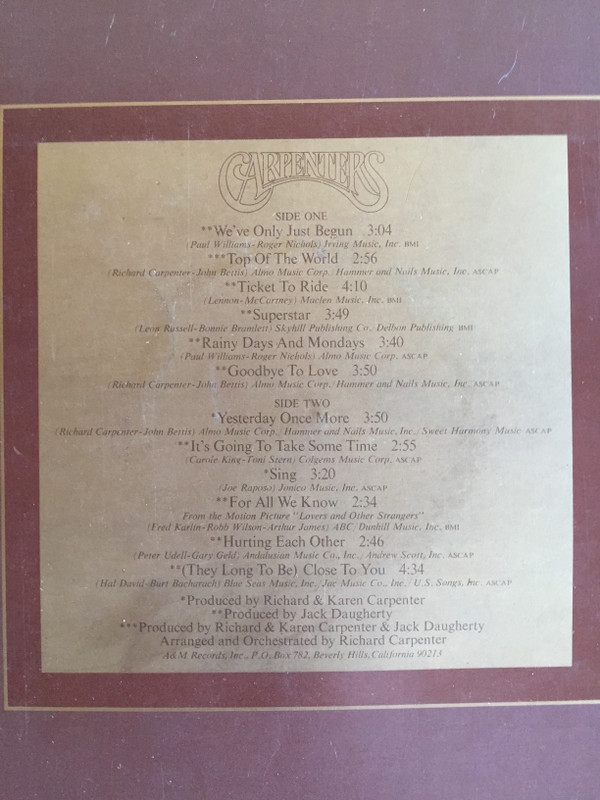 CARPENTERS
SIDE ONE
**We've Only Just Begun 3:04
(Paul Williams-Roger Nichols) Irving Music, Inc. BMI
***Top Of The World 2:56
(Richard Carpenter-John Bettis) Almo Music Corp./Hammer and Nails Music, Inc. ASCAP
**Ticket To Ride 4:10
(Lennon-McCartney) Maclen Music, Inc. BMI
**Superstar 3:49
(Leon Russell-Bonnie Bramlett) Skyhill Publishing Co./Delbon Publishing BMI
**Rainy Days And Mondays 3:40
(Paul Williams-Roger Nichols) Almo Music Corp. ASCAP
**Goodbye To Love 3:50
(Richard Carpenter-John Bettis) Almo Music Corp./Hammer and Nails Music, Inc. ASCAP
SIDE TWO
*Yesterday Once More 3:50
(Richard Carpenter-John Bettis) Almo Music Corp./Hammer and Nails Music, Inc./Sweet Harmony Music ASCAP
**It's Going To Take Some Time 2:55
(Carole King-Toni Stern) Colgems Music Corp. ASCAP
*Sing 3:20
(Joe Raposo) Jonico Music, Inc. ASCAP
**For All We Know 2:34
From the Motion Picture "Lovers and Other Strangers"
(Fred Karlin-Robb Wilson-Arthur James) ABC/Dunhill Music, Inc. BMI
**Hurting Each Other 2:46
(Peter Udell-Gary Geld) Andalusian Music Co., Inc./Andrew Scott, Inc. ASCAP
**(They Long To Be) Close To You 4:34
(Hal David-Burt Bacharach) Blue Seas Music, Inc./Jac Music Co., Inc./U.S. Songs, Inc. ASCAP
*Produced by Richard & Karen Carpenter
**Produced by Jack Daugherty
***Produced by Richard & Karen Carpenter & Jack Daugherty
Arranged and Orchestrated by Richard Carpenter
A&M Records, Inc., P.O. Box 782, Beverly Hills, California 90213